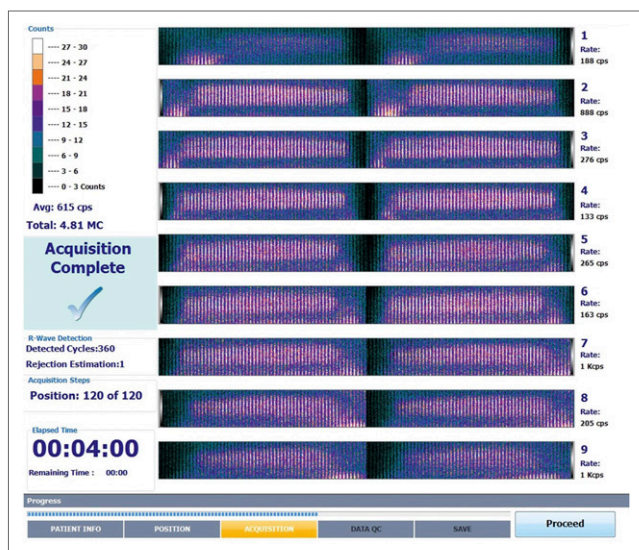 Counts
---- 27 - 30
---- 24 - 27
---- 21 - 24
---- 18 - 21
---- 15 - 18
---- 12 - 15
---- 9 - 12
---- 6 - 9
---- 3 - 6
---- 0 - 3 Counts
Avg: 615 cps
Total: 4.81 MC
Acquisition
Complete
R-Wave Detection
Detected Cycles:360
Rejection Estimation:1
Acquisition Steps
Position: 120 of 120
Elapsed Time
00:04:00
Remaining Time : 00:00
1
Rate:
188 cps
2
Rate:
888 cps
3
Rate:
276 cps
4
Rate:
133 cps
5
Rate:
265 cps
6
Rate:
163 cps
7
Rate:
1 Kcps
8
Rate:
205 cps
9
Rate:
1 Kcps
Progress
PATIENT INFO
POSITION
ACQUISITION
DATA QC
SAVE
Proceed